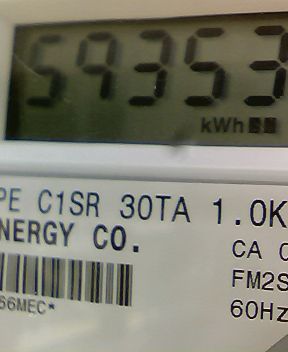 59353
kWh
PE C1SR 30TA 1.0K
NERGY CO.
CA
FM2S
66MEC*
60Hz